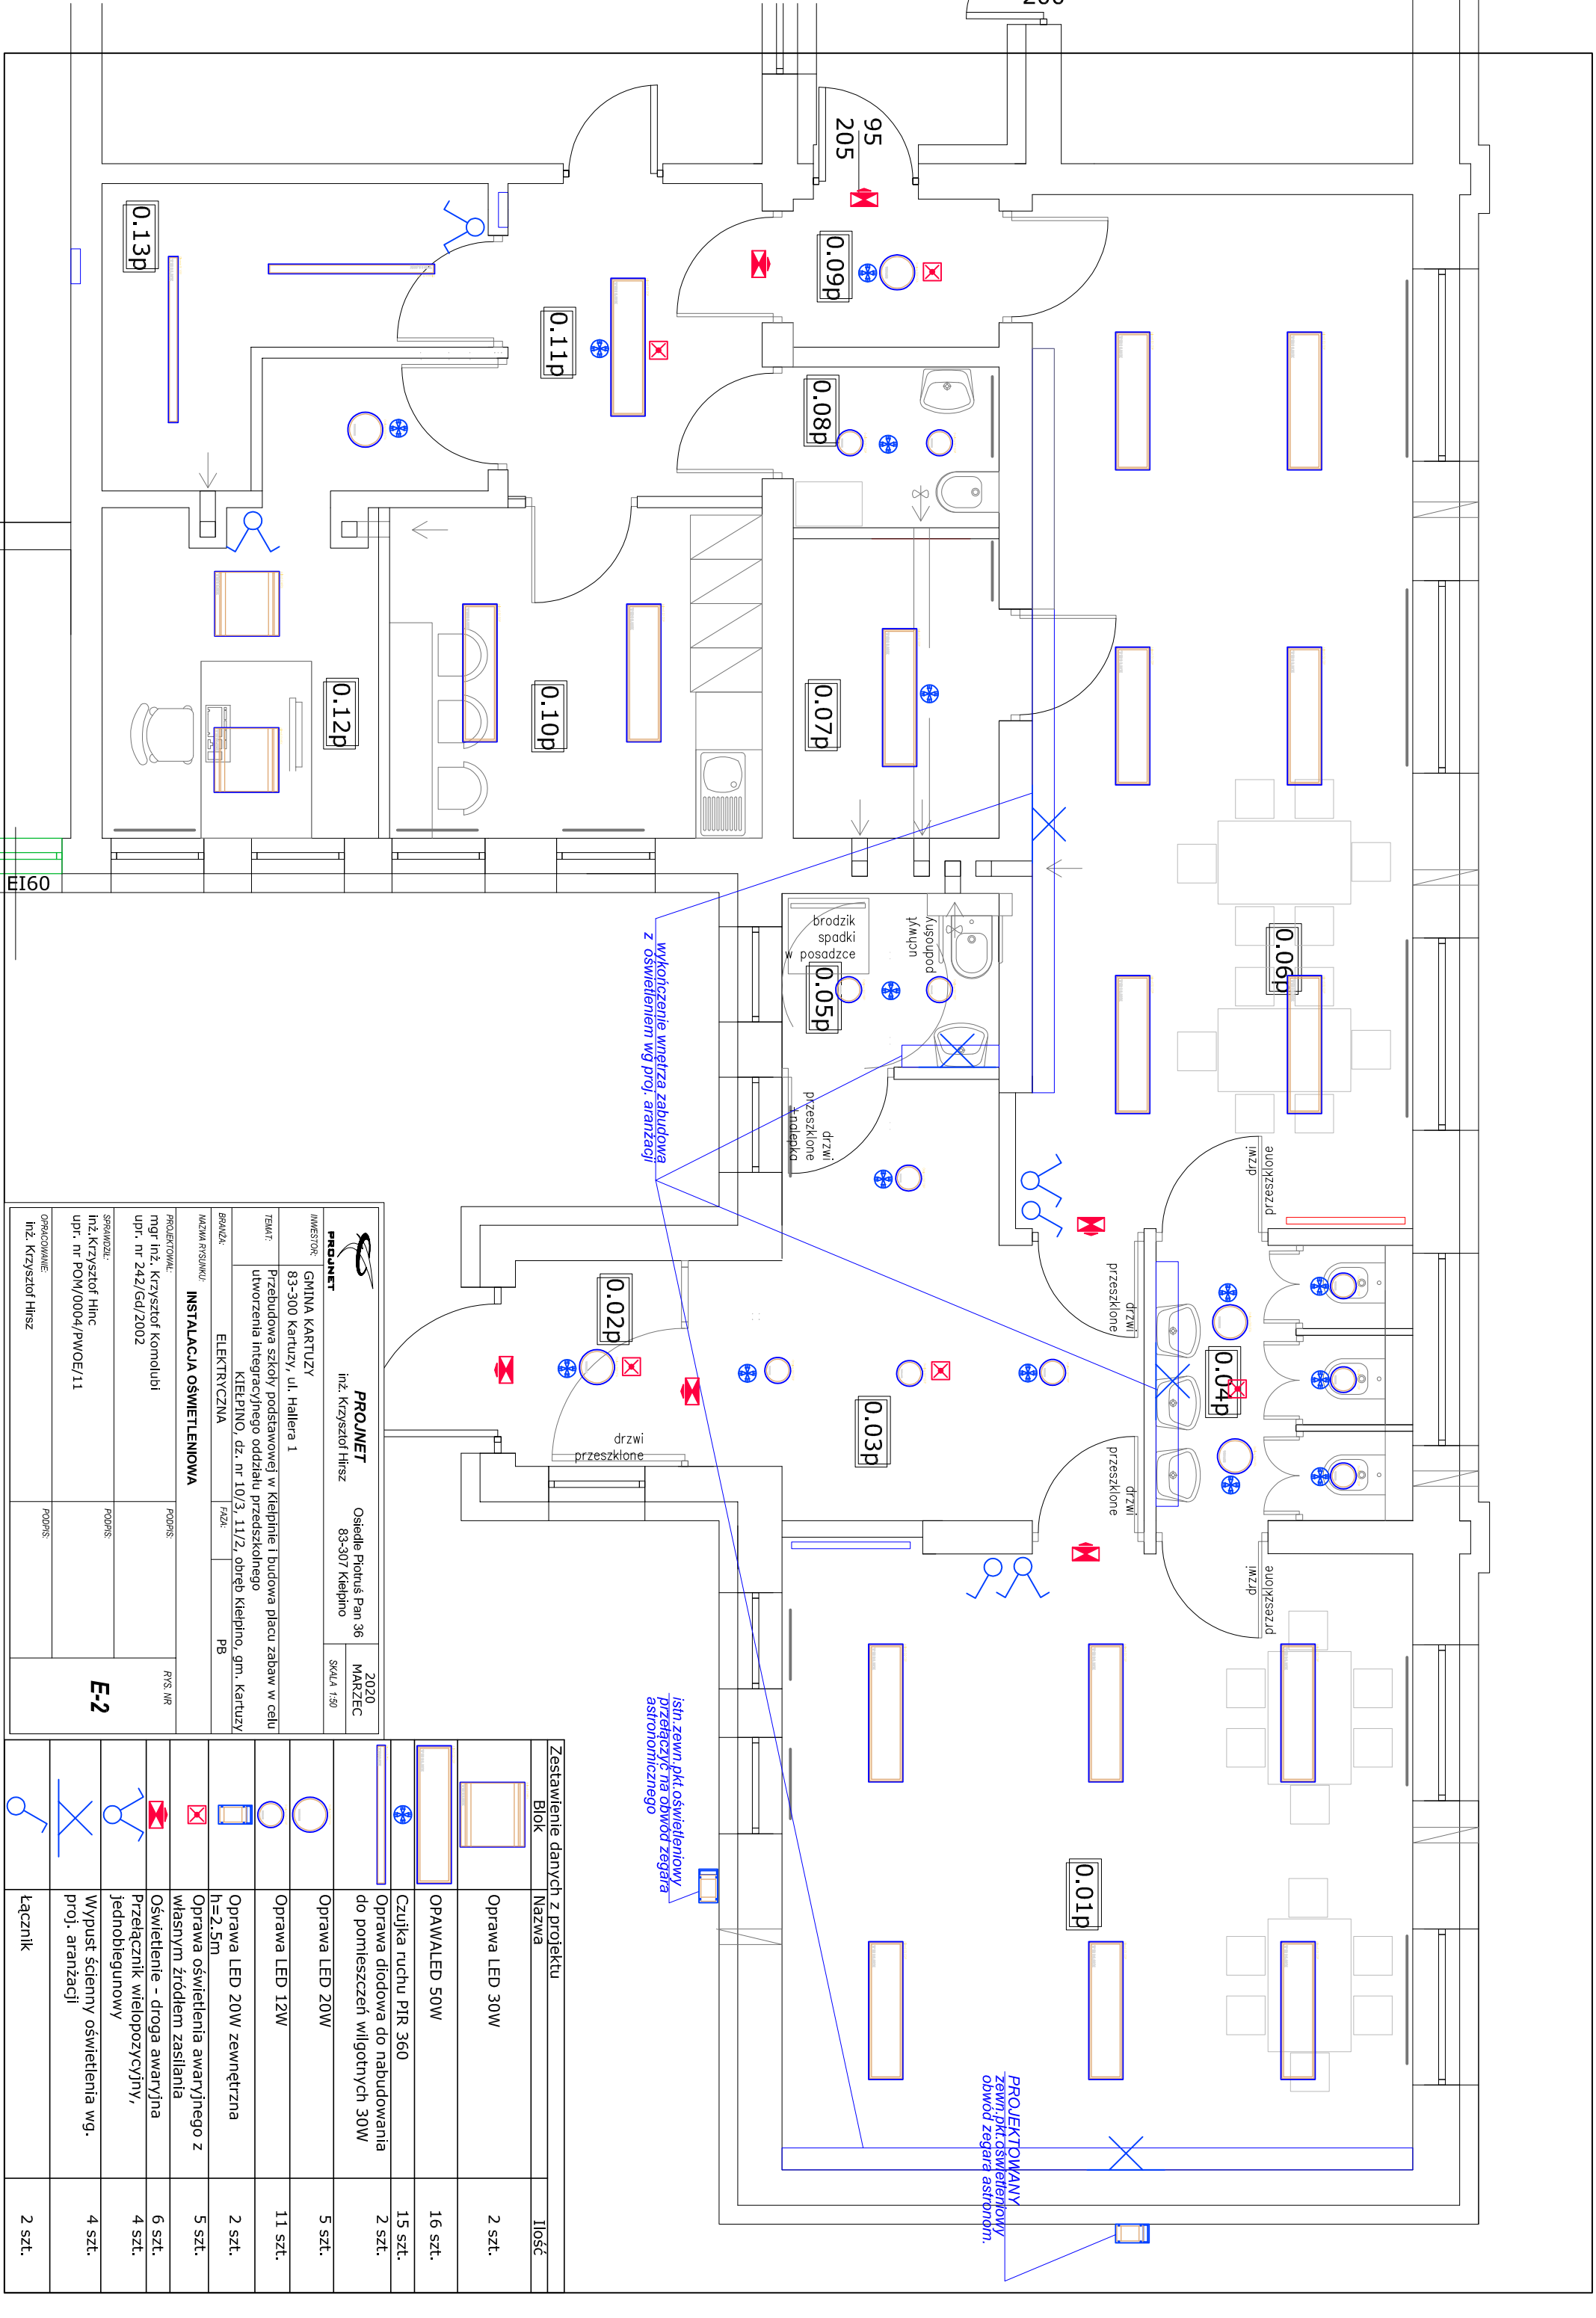 200
95
205
0.13p
0.11p
0.09p
0.08p
0.12p
0.10p
0.07p
0.06p
0.05p
0.02p
0.03p
0.04p
0.01p
EI60
brodzik
spadki
w posadzce
uchwyt
podnośny
drzwi
przeszklone
+nalepka
drzwi
przeszklone
drzwi
przeszklone
drzwi
przeszklone
drzwi
przeszklone
drzwi
przeszklone
wykończenie wnętrza zabudowa
z oświetleniem wg proj. aranżacji
istn.zewn.pkt.oświetleniowy
przełączyć na obwód zegara
astronomicznego
PROJEKTOWANY
zewn.pkt.oświetleniowy
obwód zegara astronom.
PROJNET
PROJNET
inż. Krzysztof Hirsz
Osiedle Piotruś Pan 36
83-307 Kiełpino
2020
MARZEC
SKALA 1:50
INWESTOR:
GMINA KARTUZY
83-300 Kartuzy, ul. Hallera 1
TEMAT:
Przebudowa szkoły podstawowej w Kiełpinie i budowa placu zabaw w celu
utworzenia integracyjnego oddziału przedszkolnego
KIEŁPINO, dz. nr 10/3, 11/2, obręb Kiełpino, gm. Kartuzy
BRANŻA:
ELEKTRYCZNA
FAZA:
PB
NAZWA RYSUNKU:
INSTALACJA OŚWIETLENIOWA
RYS. NR
E-2
PROJEKTOWAŁ:
mgr inż. Krzysztof Komolubi
upr. nr 242/Gd/2002
PODPIS:
SPRAWDZIŁ:
inż.Krzysztof Hinc
upr. nr POM/0004/PWOE/11
PODPIS:
OPRACOWANIE:
inż. Krzysztof Hirsz
PODPIS:
Zestawienie danych z projektu
Blok Nazwa Ilość
Oprawa LED 30W 2 szt.
OPAWALED 50W 16 szt.
Czujka ruchu PIR 360 15 szt.
Oprawa diodowa do nabudowania
do pomieszczeń wilgotnych 30W 2 szt.
Oprawa LED 20W 5 szt.
Oprawa LED 12W 11 szt.
Oprawa LED 20W zewnętrzna
h=2.5m 2 szt.
Oprawa oświetlenia awaryjnego z
własnym źródłem zasilania 5 szt.
Oświetlenie - droga awaryjna 6 szt.
Przełącznik wielopozycyjny,
jednobiegunowy 4 szt.
Wypust ścienny oświetlenia wg.
proj. aranżacji 4 szt.
Łącznik 2 szt.